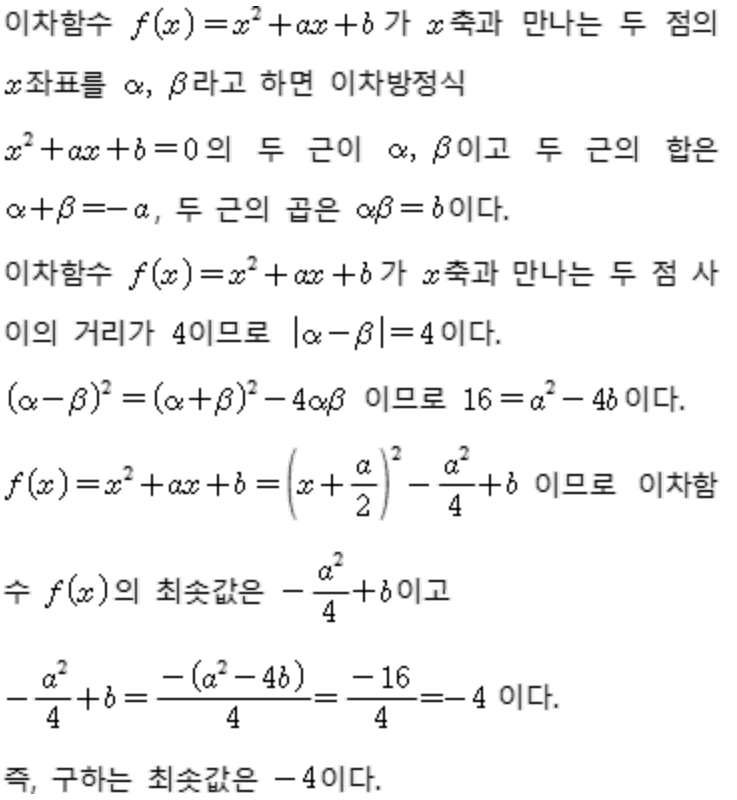 이차함수 f(x)=x²+ax+b 가 x축과 만나는 두 점의
x좌표를 α, β라고 하면 이차방정식
x²+ax+b=0의 두 근이 α, β이고 두 근의 합은
α+β=-a, 두 근의 곱은 αβ=b이다.
이차함수 f(x)=x²+ax+b가 x축과 만나는 두 점 사
이의 거리가 4이므로 |α-β|=4이다.
(α-β)²=(α+β)²-4αβ 이므로 16=a²-4b이다.
f(x)=x²+ax+b=(x+a/2)²-a²/4+b 이므로 이차함
수 f(x)의 최솟값은 -a²/4+b이고
-a²/4+b=-(a²-4b)/4=-16/4=-4 이다.
즉, 구하는 최솟값은 -4이다.